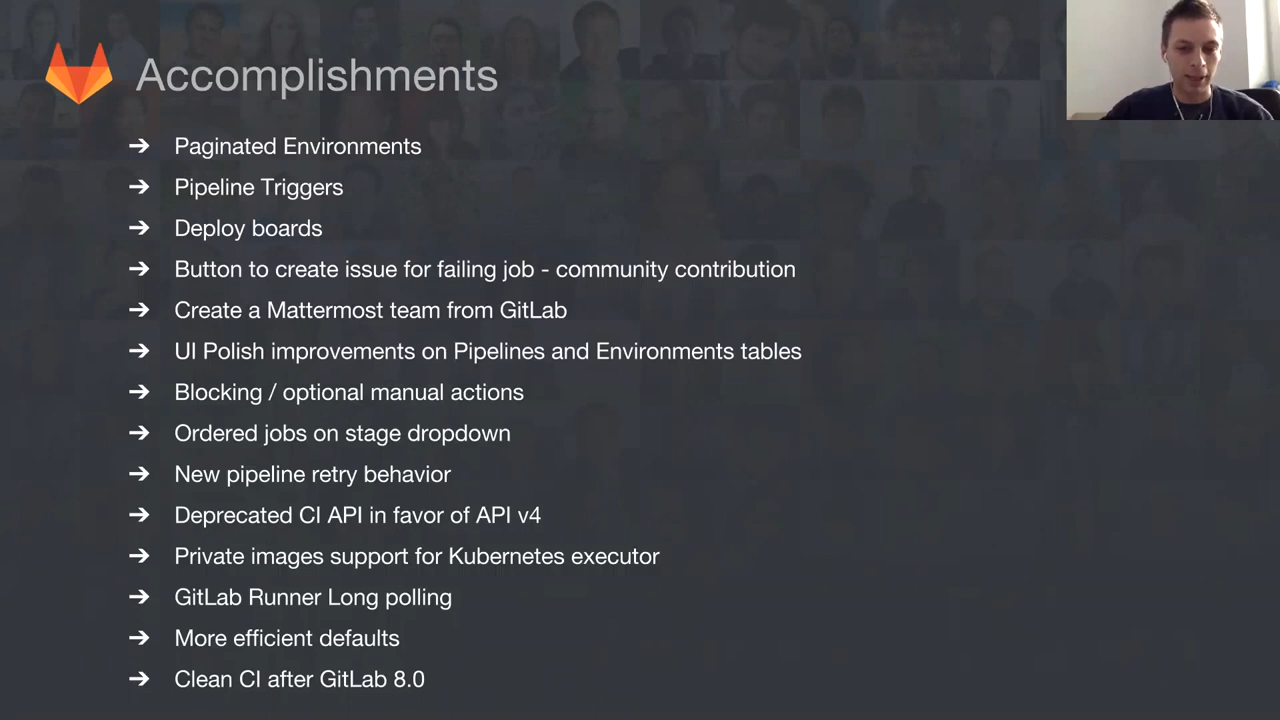 Accomplishments
➔ Paginated Environments
➔ Pipeline Triggers
➔ Deploy boards
➔ Button to create issue for failing job - community contribution
➔ Create a Mattermost team from GitLab
➔ UI Polish improvements on Pipelines and Environments tables
➔ Blocking / optional manual actions
➔ Ordered jobs on stage dropdown
➔ New pipeline retry behavior
➔ Deprecated CI API in favor of API v4
➔ Private images support for Kubernetes executor
➔ GitLab Runner Long polling
➔ More efficient defaults
➔ Clean CI after GitLab 8.0